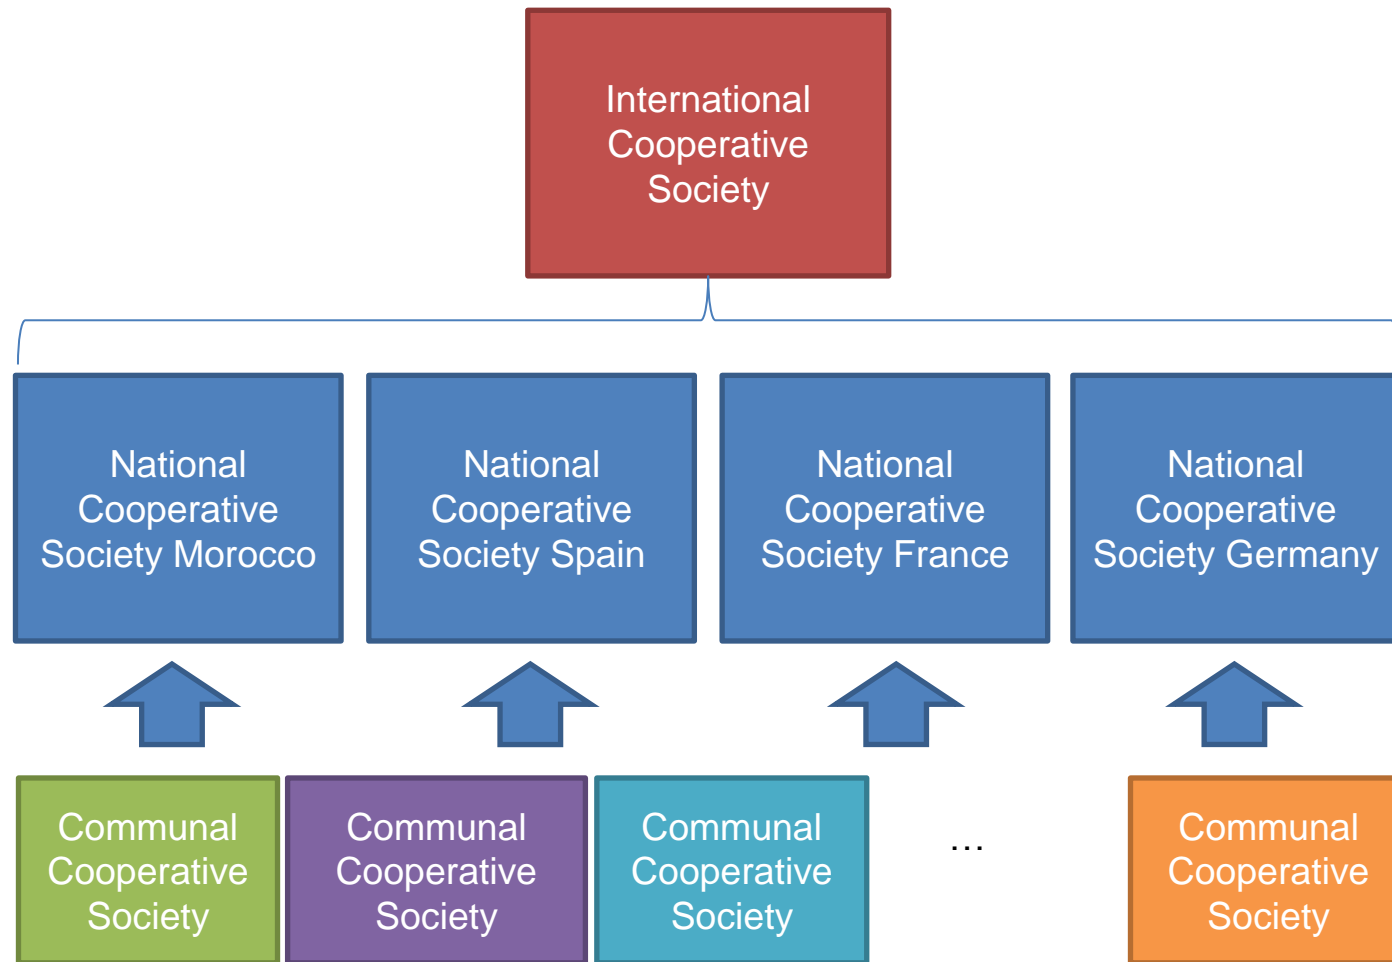 International
Cooperative
Society
National
Cooperative
Society Morocco
National
Cooperative
Society Spain
National
Cooperative
Society France
National
Cooperative
Society Germany
Communal
Cooperative
Society
Communal
Cooperative
Society
Communal
Cooperative
Society
...
Communal
Cooperative
Society